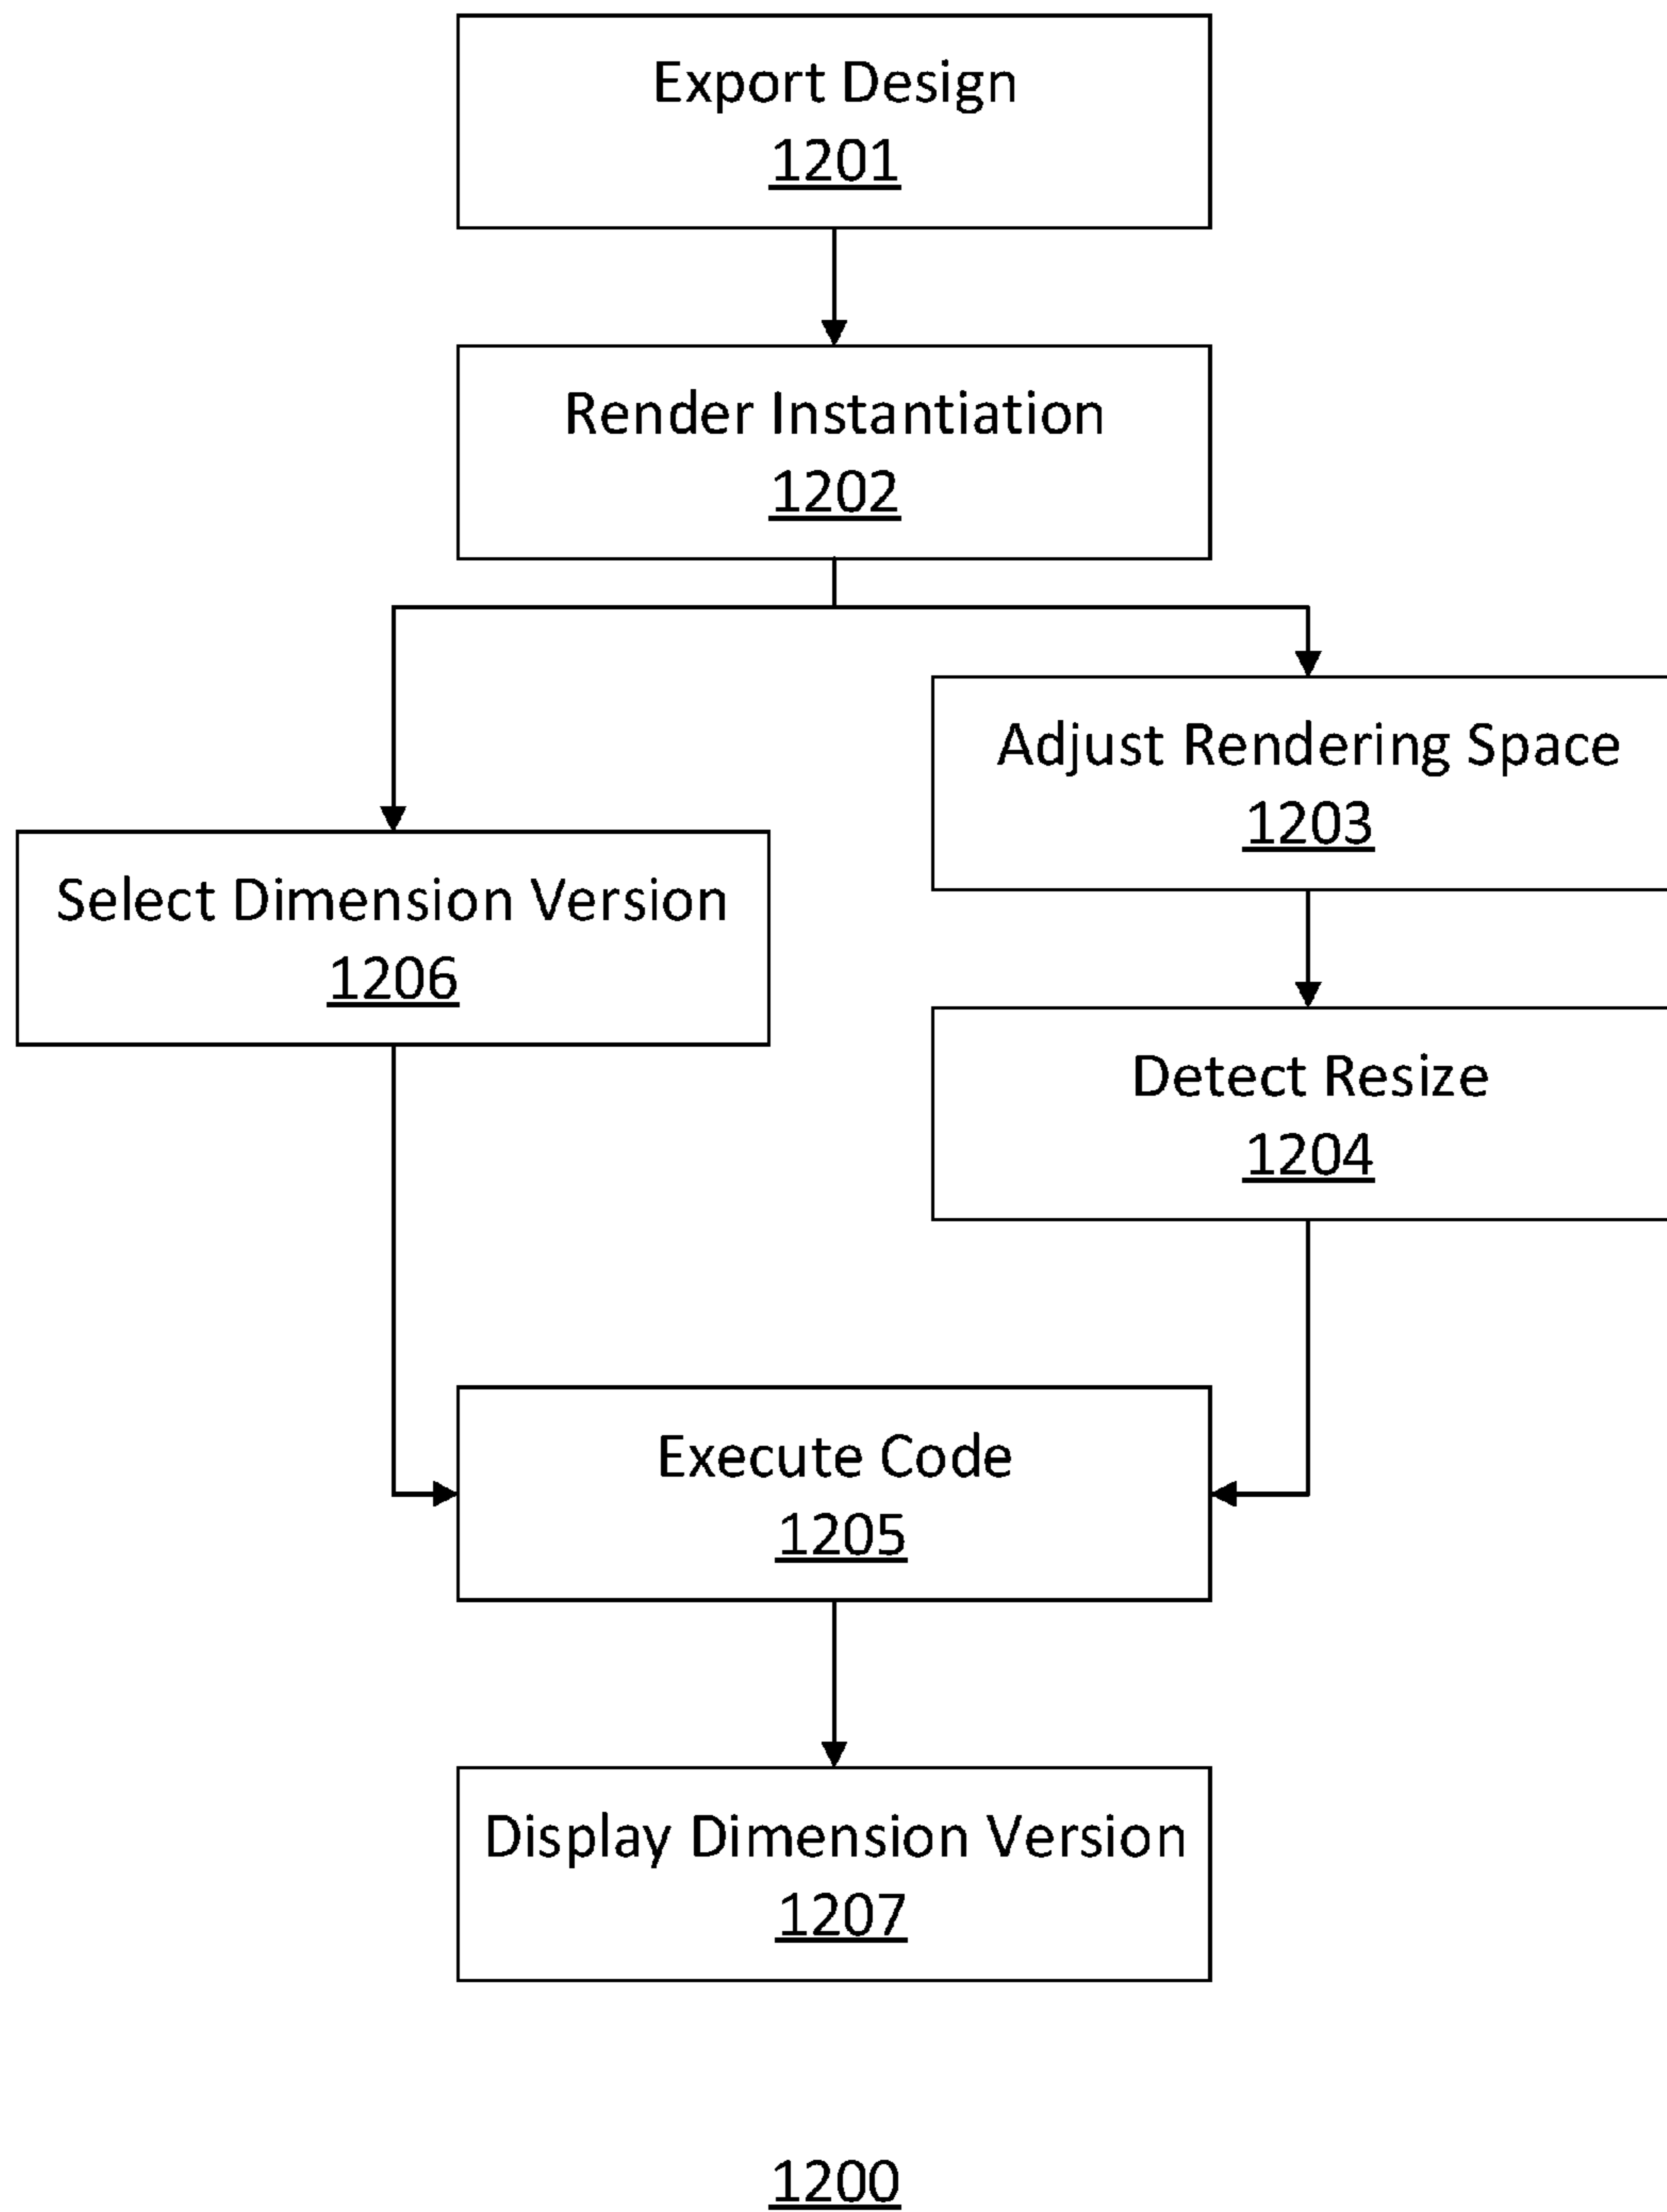 Export Design
1201
Render Instantiation
1202
Adjust Rendering Space
1203
Select Dimension Version
1206
Detect Resize
1204
Execute Code
1205
Display Dimension Version
1207
1200